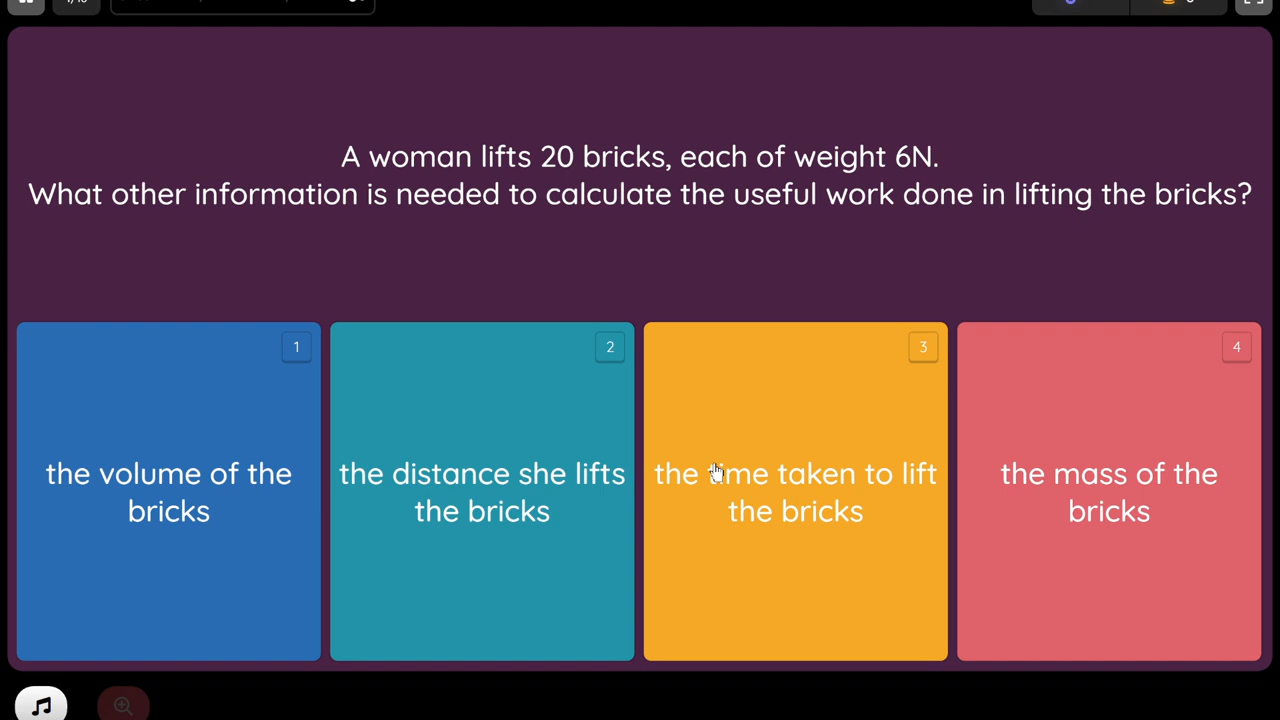 A woman lifts 20 bricks, each of weight 6N.
What other information is needed to calculate the useful work done in lifting the bricks?
1
the volume of the
bricks
2
the distance she lifts
the bricks
3
the time taken to lift
the bricks
4
the mass of the
bricks